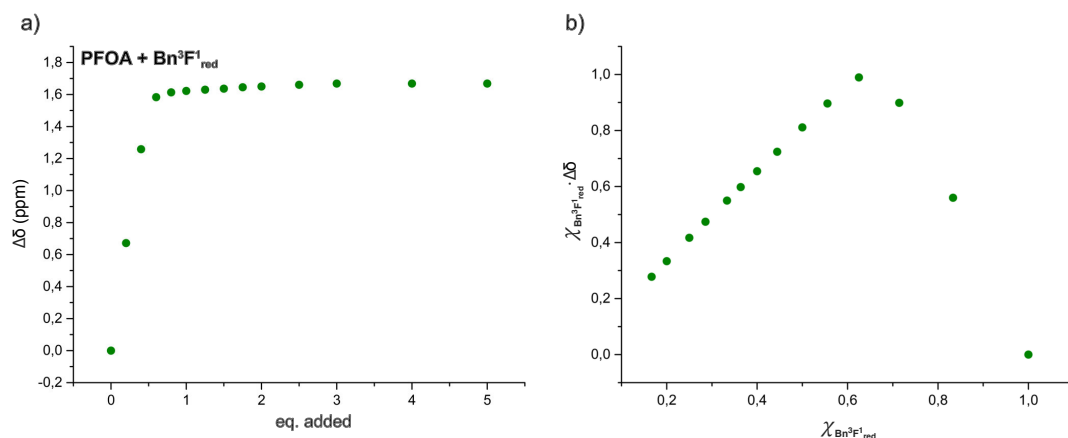 a)
PFOA + Bn³F¹red
1,8
1,6
1,4
1,2
1,0
0,8
0,6
0,4
0,2
0,0
-0,2
Δδ (ppm)
0 1 2 3 4 5
eq. added
b)
1,0
0,8
0,6
0,4
0,2
0,0
χBn³F¹red · Δδ
0,2 0,4 0,6 0,8 1,0
χBn³F¹red